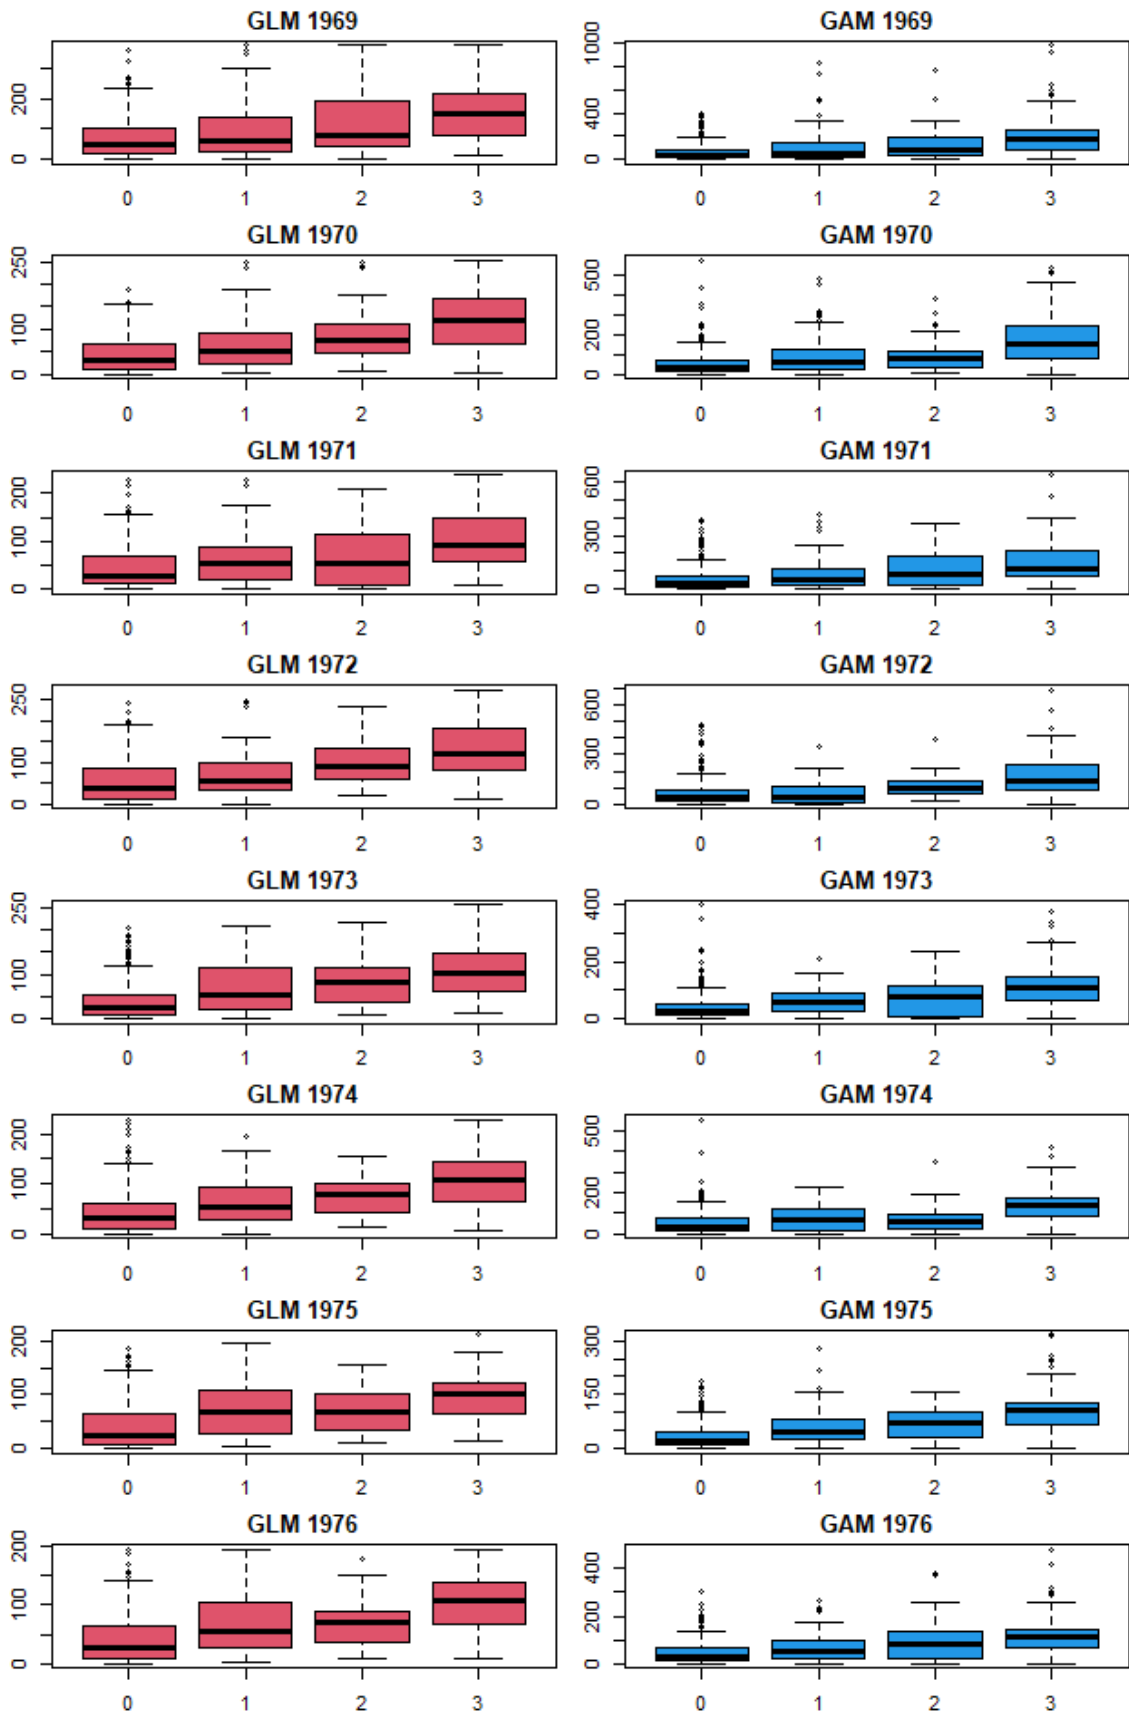 GLM 1969
GAM 1969
0 200
0 400 1000
0 1 2 3
0 1 2 3
GLM 1970
GAM 1970
0 100 250
0 200 500
0 1 2 3
0 1 2 3
GLM 1971
GAM 1971
0 100 200
0 300 600
0 1 2 3
0 1 2 3
GLM 1972
GAM 1972
0 100 250
0 300 600
0 1 2 3
0 1 2 3
GLM 1973
GAM 1973
0 100 250
0 200 400
0 1 2 3
0 1 2 3
GLM 1974
GAM 1974
0 100 200
0 200 500
0 1 2 3
0 1 2 3
GLM 1975
GAM 1975
0 100 200
0 150 300
0 1 2 3
0 1 2 3
GLM 1976
GAM 1976
0 100 200
0 200 400
0 1 2 3
0 1 2 3